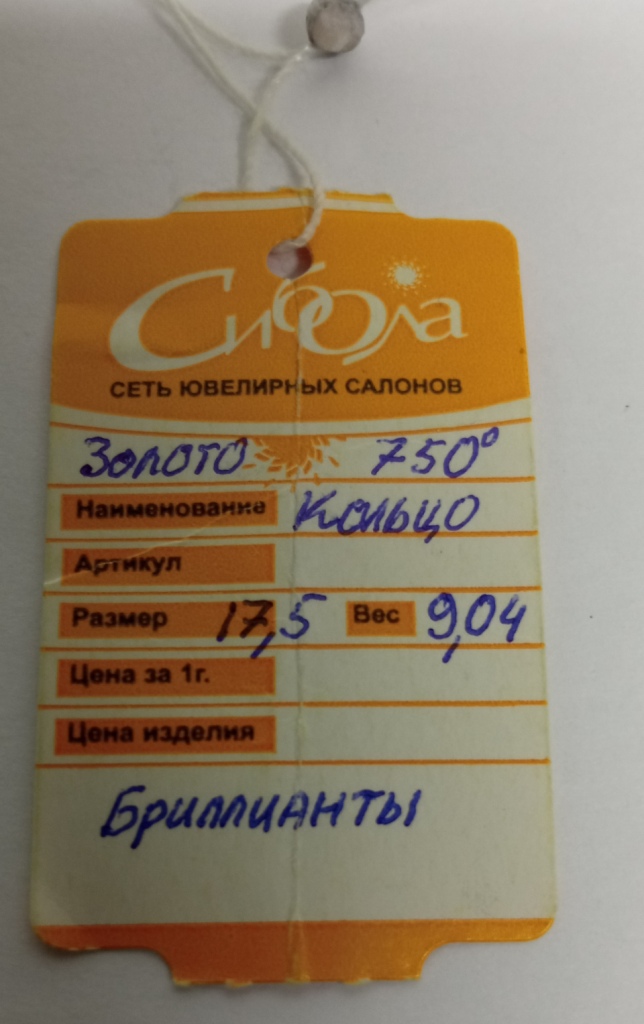 Сибола
СЕТЬ ЮВЕЛИРНЫХ САЛОНОВ
Золото 750°
Наименование Кольцо
Артикул
Размер 17,5 Вес 9,04
Цена за 1г.
Цена изделия
Бриллианты